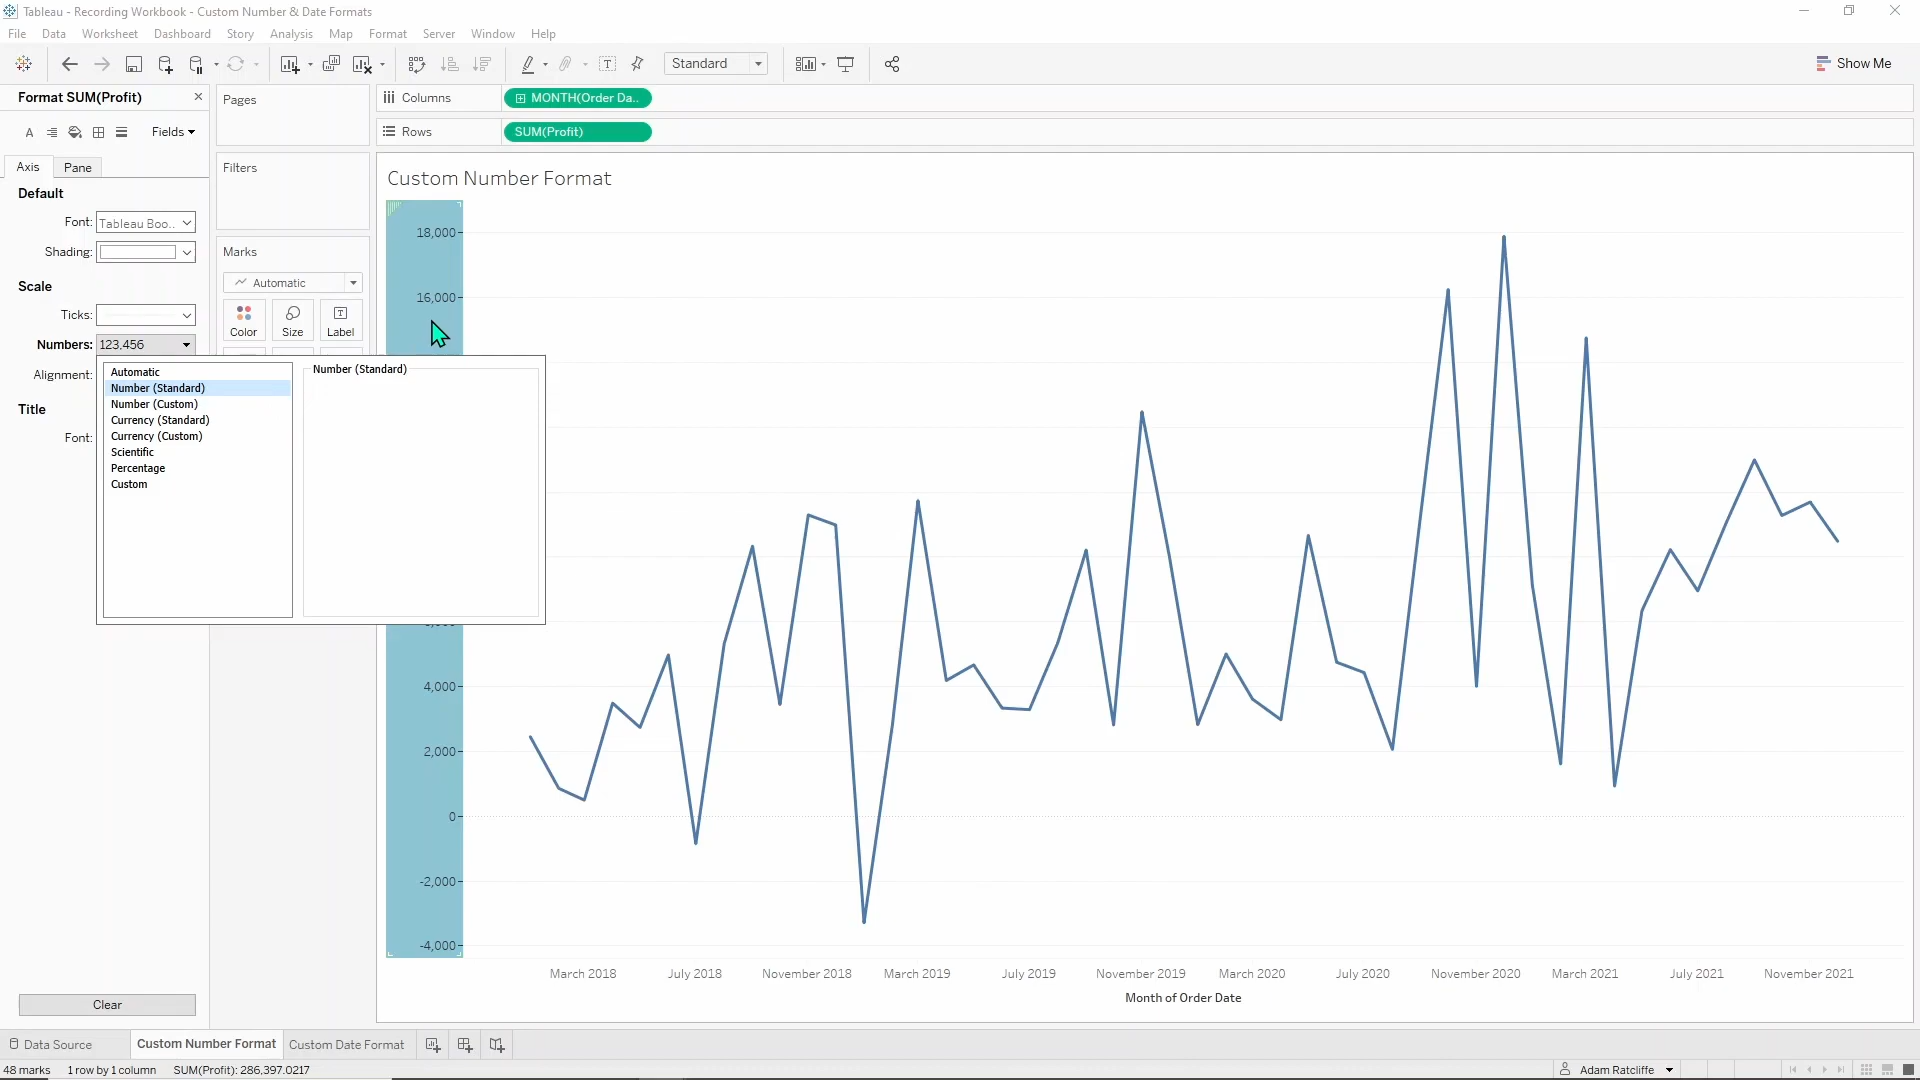 Tableau - Recording Workbook - Custom Number & Date Formats
File Data Worksheet Dashboard Story Analysis Map Format Server Window Help
Standard
Show Me
Format SUM(Profit)
Fields
Axis Pane
Default
Font: Tableau Boo..
Shading:
Scale
Ticks:
Numbers: 123,456
Alignment:
Title
Font:
Automatic
Number (Standard)
Number (Custom)
Currency (Standard)
Currency (Custom)
Scientific
Percentage
Custom
Number (Standard)
Clear
Pages
Filters
Marks
Automatic
Color Size Label
Columns MONTH(Order Da..
Rows SUM(Profit)
Custom Number Format
18,000
16,000
4,000
2,000
0
-2,000
-4,000
March 2018 July 2018 November 2018 March 2019 July 2019 November 2019 March 2020 July 2020 November 2020 March 2021 July 2021 November 2021
Month of Order Date
Data Source Custom Number Format Custom Date Format
48 marks 1 row by 1 column SUM(Profit): 286,397.0217
Adam Ratcliffe